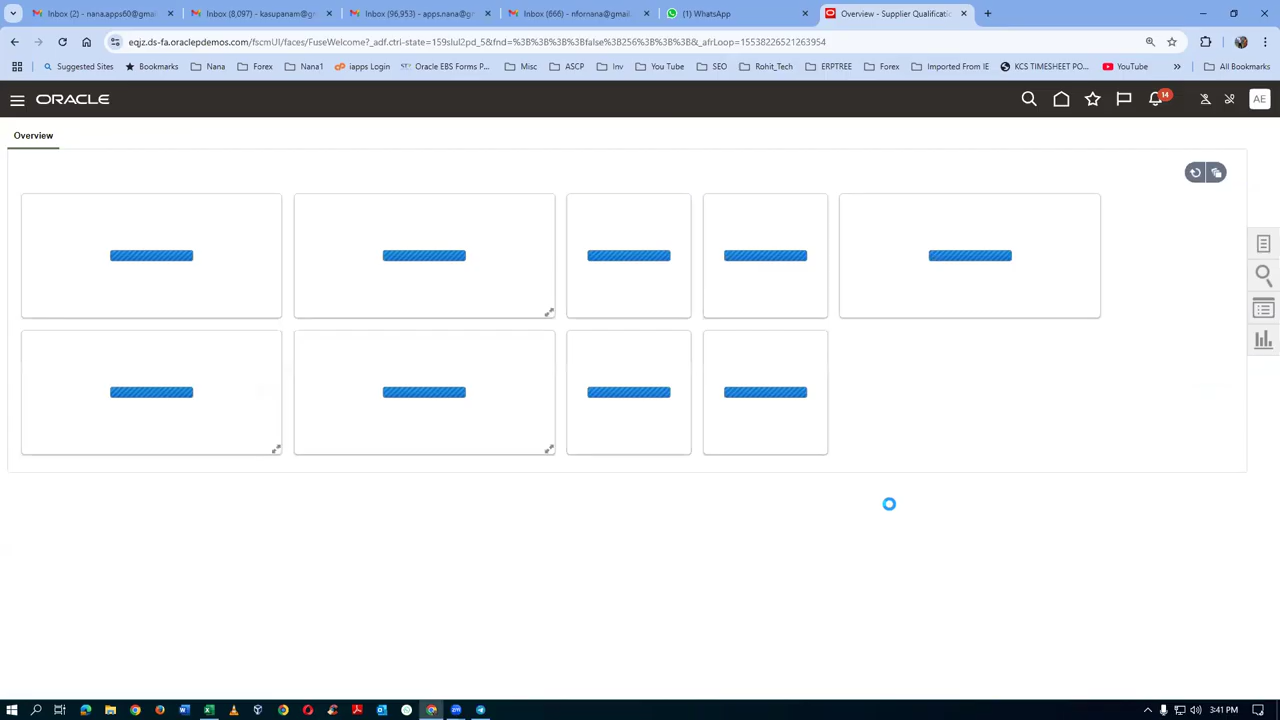 Inbox (2) - nana.apps60@gmail
Inbox (8,097) - kasupanam@gm
Inbox (96,953) - apps.nana@gm
Inbox (666) - nfornana@gmail.
(1) WhatsApp
Overview - Supplier Qualificatio
eqjz.ds-fa.oraclepdemos.com/fscmUI/faces/FuseWelcome?_adf.ctrl-state=159slul2pd_5&fnd=%3B%3B%3B%3Bfalse%3B256%3B%3B%3B&_afrLoop=15538226521263954
Suggested Sites
Bookmarks
Nana
Forex
Nana1
iapps Login
Oracle EBS Forms P...
Misc
ASCP
Inv
You Tube
SEO
Rohit_Tech
ERPTREE
Forex
Imported From IE
KCS TIMESHEET PO...
YouTube
All Bookmarks
ORACLE
14
AE
Overview
3:41 PM